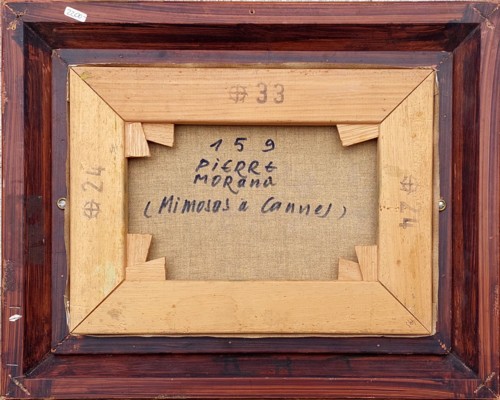 33
159
PIERRE
MORANA
(Mimosas à Cannes)
24
24